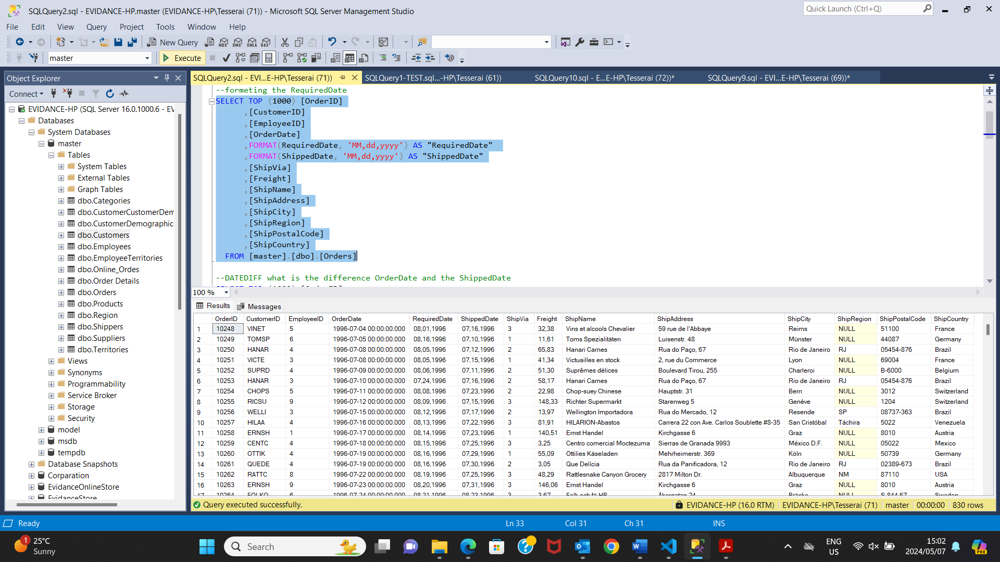 SQLQuery2.sql - EVIDANCE-HP.master (EVIDANCE-HP\Tesserai (71)) - Microsoft SQL Server Management Studio
Quick Launch (Ctrl+Q)
File Edit View Query Project Tools Window Help
New Query MDX DMX XMLA DAX
master Execute
Object Explorer
SQLQuery2.sql - EVI...E-HP\Tesserai (71))
SQLQuery1-TEST.sql...-HP\Tesserai (61))
SQLQuery10.sql - E...E-HP\Tesserai (72))*
SQLQuery9.sql - EVI...E-HP\Tesserai (69))*
Connect
EVIDANCE-HP (SQL Server 16.0.1000.6 - EV
Databases
System Databases
master
Tables
System Tables
External Tables
Graph Tables
dbo.Categories
dbo.CustomerCustomerDem
dbo.CustomerDemographic
dbo.Customers
dbo.Employees
dbo.EmployeeTerritories
dbo.Online_Ordes
dbo.Order Details
dbo.Orders
dbo.Products
dbo.Region
dbo.Shippers
dbo.Suppliers
dbo.Territories
Views
Synonyms
Programmability
Service Broker
Storage
Security
model
msdb
tempdb
Database Snapshots
Corparation
EvidanceOnlineStore
EvidanceStore
--formeting the RequiredDate
SELECT TOP (1000) [OrderID]
,[CustomerID]
,[EmployeeID]
,[OrderDate]
,FORMAT(RequiredDate, 'MM,dd,yyyy') AS "RequiredDate"
,FORMAT(ShippedDate, 'MM,dd,yyyy') AS "ShippedDate"
,[ShipVia]
,[Freight]
,[ShipName]
,[ShipAddress]
,[ShipCity]
,[ShipRegion]
,[ShipPostalCode]
,[ShipCountry]
FROM [master].[dbo].[Orders]
--DATEDIFF what is the difference OrderDate and the ShippedDate
100 %
Results Messages
OrderID CustomerID EmployeeID OrderDate RequiredDate ShippedDate ShipVia Freight ShipName ShipAddress ShipCity ShipRegion ShipPostalCode ShipCountry
1 10248 VINET 5 1996-07-04 00:00:00.000 08,01,1996 07,16,1996 3 32,38 Vins et alcools Chevalier 59 rue de l'Abbaye Reims NULL 51100 France
2 10249 TOMSP 6 1996-07-05 00:00:00.000 08,16,1996 07,10,1996 1 11,61 Toms Spezialitäten Luisenstr. 48 Münster NULL 44087 Germany
3 10250 HANAR 4 1996-07-08 00:00:00.000 08,05,1996 07,12,1996 2 65,83 Hanari Carnes Rua do Paço, 67 Rio de Janeiro RJ 05454-876 Brazil
4 10251 VICTE 3 1996-07-08 00:00:00.000 08,05,1996 07,15,1996 1 41,34 Victuailles en stock 2, rue du Commerce Lyon NULL 69004 France
5 10252 SUPRD 4 1996-07-09 00:00:00.000 08,06,1996 07,11,1996 2 51,30 Suprêmes délices Boulevard Tirou, 255 Charleroi NULL B-6000 Belgium
6 10253 HANAR 3 1996-07-10 00:00:00.000 07,24,1996 07,16,1996 2 58,17 Hanari Carnes Rua do Paço, 67 Rio de Janeiro RJ 05454-876 Brazil
7 10254 CHOPS 5 1996-07-11 00:00:00.000 08,08,1996 07,23,1996 2 22,98 Chop-suey Chinese Hauptstr. 31 Bern NULL 3012 Switzerland
8 10255 RICSU 9 1996-07-12 00:00:00.000 08,09,1996 07,15,1996 3 148,33 Richter Supermarkt Starenweg 5 Genève NULL 1204 Switzerland
9 10256 WELLI 3 1996-07-15 00:00:00.000 08,12,1996 07,17,1996 2 13,97 Wellington Importadora Rua do Mercado, 12 Resende SP 08737-363 Brazil
10 10257 HILAA 4 1996-07-16 00:00:00.000 08,13,1996 07,22,1996 3 81,91 HILARION-Abastos Carrera 22 con Ave. Carlos Soublette #8-35 San Cristóbal Táchira 5022 Venezuela
11 10258 ERNSH 1 1996-07-17 00:00:00.000 08,14,1996 07,23,1996 1 140,51 Ernst Handel Kirchgasse 6 Graz NULL 8010 Austria
12 10259 CENTC 4 1996-07-18 00:00:00.000 08,15,1996 07,25,1996 3 3,25 Centro comercial Moctezuma Sierras de Granada 9993 México D.F. NULL 05022 Mexico
13 10260 OTTIK 4 1996-07-19 00:00:00.000 08,16,1996 07,29,1996 1 55,09 Ottilies Käseladen Mehrheimerstr. 369 Köln NULL 50739 Germany
14 10261 QUEDE 4 1996-07-19 00:00:00.000 08,16,1996 07,30,1996 2 3,05 Que Delícia Rua da Panificadora, 12 Rio de Janeiro RJ 02389-673 Brazil
15 10262 RATTC 8 1996-07-22 00:00:00.000 08,19,1996 07,25,1996 3 48,29 Rattlesnake Canyon Grocery 2817 Milton Dr. Albuquerque NM 87110 USA
16 10263 ERNSH 9 1996-07-23 00:00:00.000 08,20,1996 07,31,1996 3 146,06 Ernst Handel Kirchgasse 6 Graz NULL 8010 Austria
Query executed successfully.
EVIDANCE-HP (16.0 RTM) EVIDANCE-HP\Tesserai (71) master 00:00:00 830 rows
Ready Ln 33 Col 31 Ch 31 INS
1 25°C
Sunny
Search
ENG
US
15:02
2024/05/07
PRE